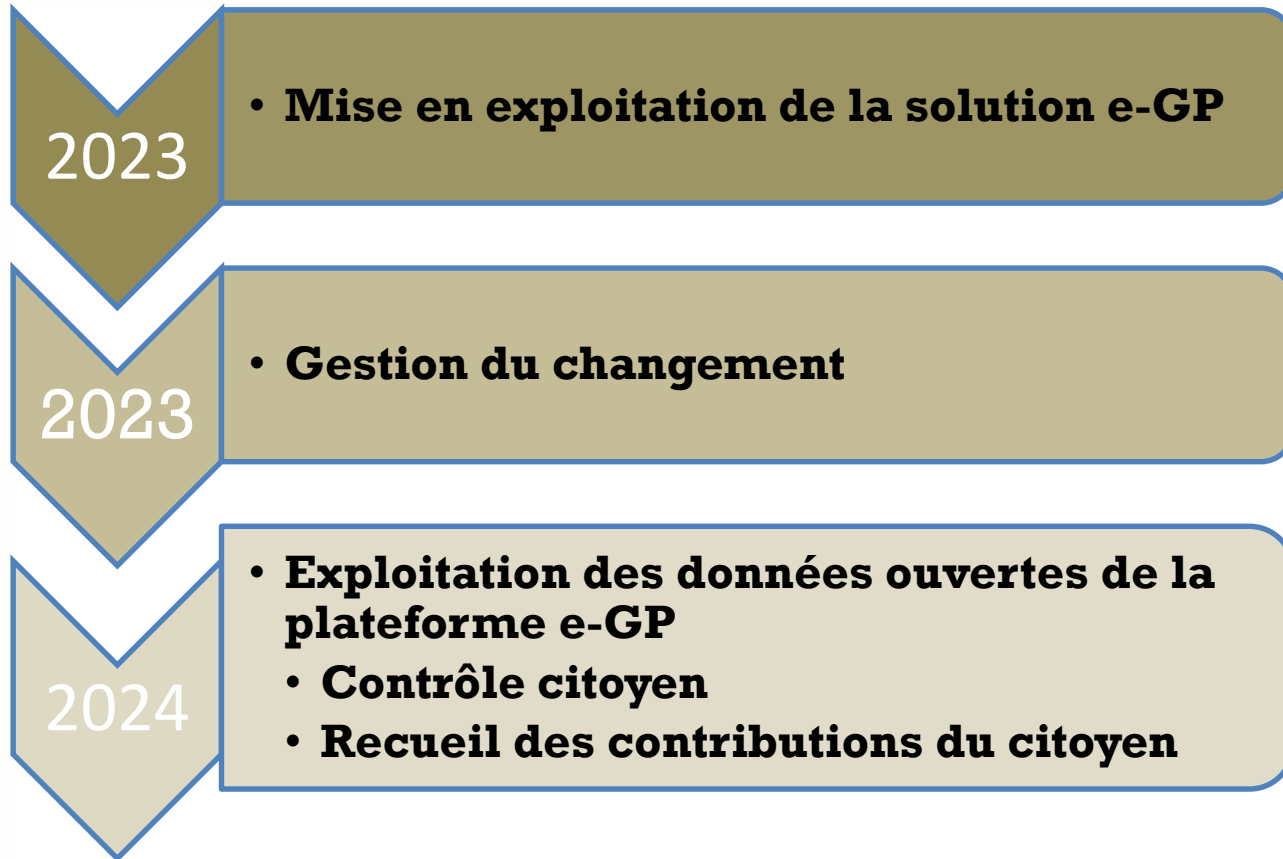 2023
• Mise en exploitation de la solution e-GP
2023
• Gestion du changement
2024
• Exploitation des données ouvertes de la
plateforme e-GP
• Contrôle citoyen
• Recueil des contributions du citoyen